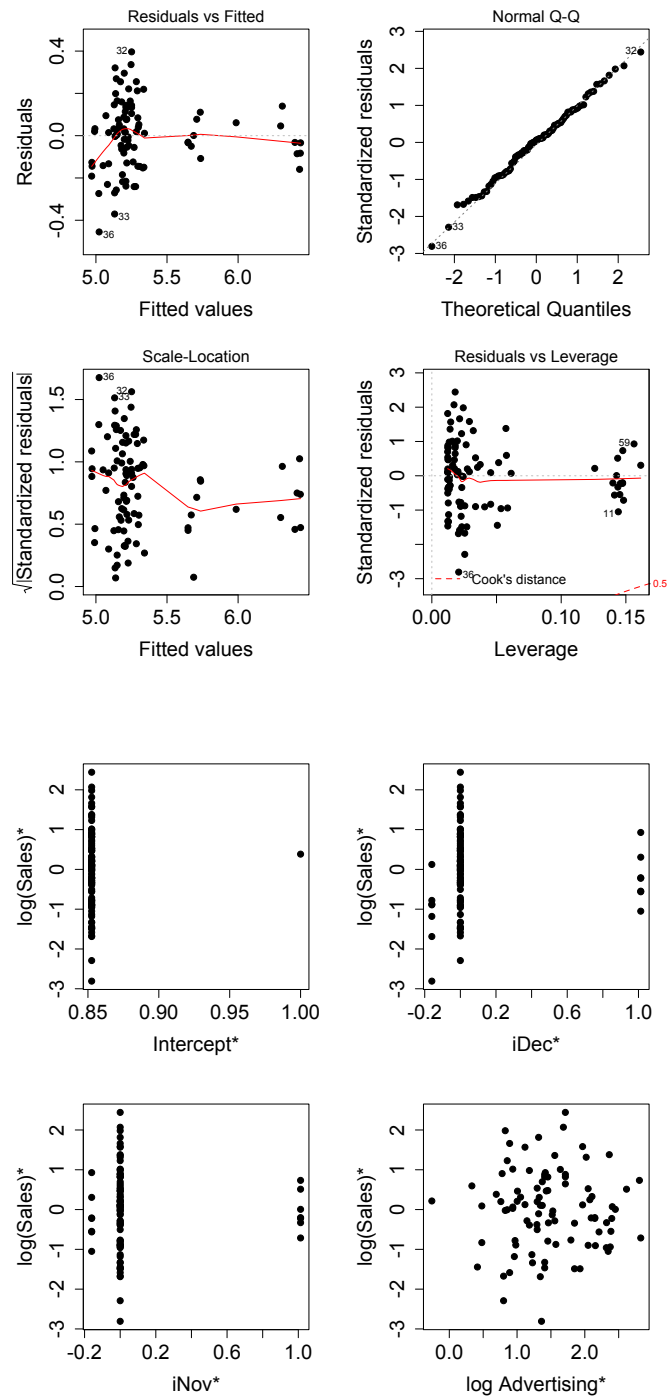 Residuals vs Fitted
Residuals
0.4
0.0
-0.4
32
33
36
5.0 5.5 6.0
Fitted values
Normal Q-Q
Standardized residuals
3
2
1
0
-1
-2
-3
32
33
36
-2 -1 0 1 2
Theoretical Quantiles
Scale-Location
√|Standardized residuals|
1.5
1.0
0.5
0.0
36
32
33
5.0 5.5 6.0
Fitted values
Residuals vs Leverage
Standardized residuals
3
2
1
0
-1
-3
59
11
36
Cook's distance
0.5
0.00 0.10 0.15
Leverage
log(Sales)*
2
1
0
-1
2
-3
0.85 0.90 0.95 1.00
Intercept*
log(Sales)*
2
1
0
-1
2
-3
-0.2 0.2 0.6 1.0
iDec*
log(Sales)*
2
1
0
-1
2
-3
-0.2 0.2 0.6 1.0
iNov*
log(Sales)*
2
1
0
-1
2
-3
0.0 1.0 2.0
log Advertising*